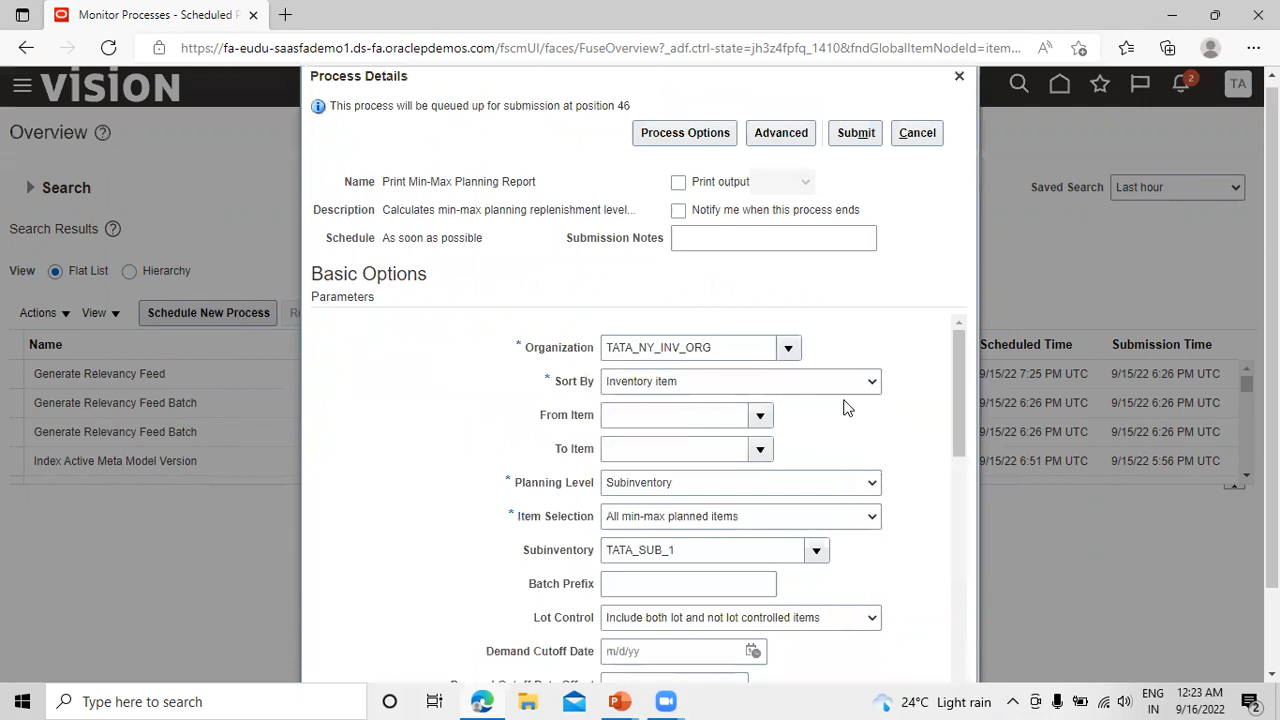 Monitor Processes - Scheduled P
https://fa-eudu-saasfademo1.ds-fa.oraclepdemos.com/fscmUI/faces/FuseOverview?_adf.ctrl-state=jh3z4fpfq_1410&fndGlobalItemNodeId=item...
Process Details
VISION
2
TA
This process will be queued up for submission at position 46
Overview
Process Options
Advanced
Submit
Cancel
Search
Name Print Min-Max Planning Report
Print output
Saved Search Last hour
Description Calculates min-max planning replenishment level...
Notify me when this process ends
Search Results
Schedule As soon as possible
Submission Notes
View Flat List Hierarchy
Basic Options
Parameters
Actions View Schedule New Process Re
Name
Scheduled Time Submission Time
* Organization TATA_NY_INV_ORG
Generate Relevancy Feed
9/15/22 7:25 PM UTC 9/15/22 6:26 PM UTC
* Sort By Inventory item
Generate Relevancy Feed Batch
9/15/22 6:26 PM UTC 9/15/22 6:26 PM UTC
From Item
Generate Relevancy Feed Batch
9/15/22 6:26 PM UTC 9/15/22 6:26 PM UTC
To Item
Index Active Meta Model Version
9/15/22 6:51 PM UTC 9/15/22 5:56 PM UTC
* Planning Level Subinventory
* Item Selection All min-max planned items
Subinventory TATA_SUB_1
Batch Prefix
Lot Control Include both lot and not lot controlled items
Demand Cutoff Date m/d/yy
Type here to search
24°C Light rain
ENG
IN
12:23 AM
9/16/2022
2